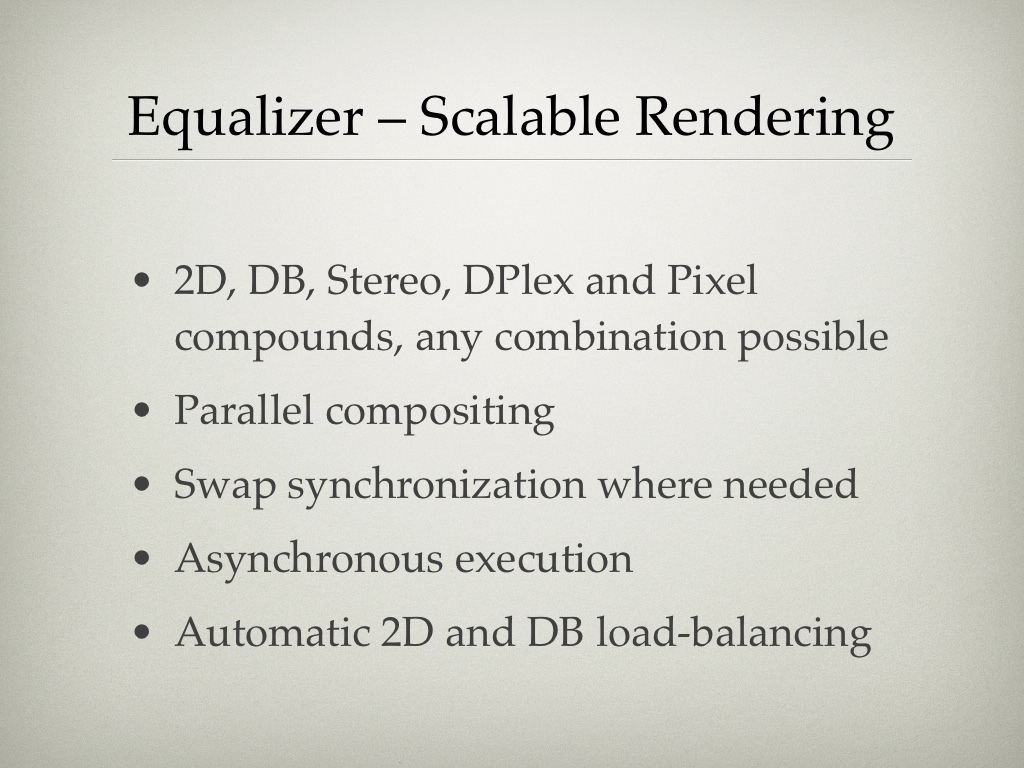 Equalizer – Scalable Rendering
• 2D, DB, Stereo, DPlex and Pixel
compounds, any combination possible
• Parallel compositing
• Swap synchronization where needed
• Asynchronous execution
• Automatic 2D and DB load-balancing